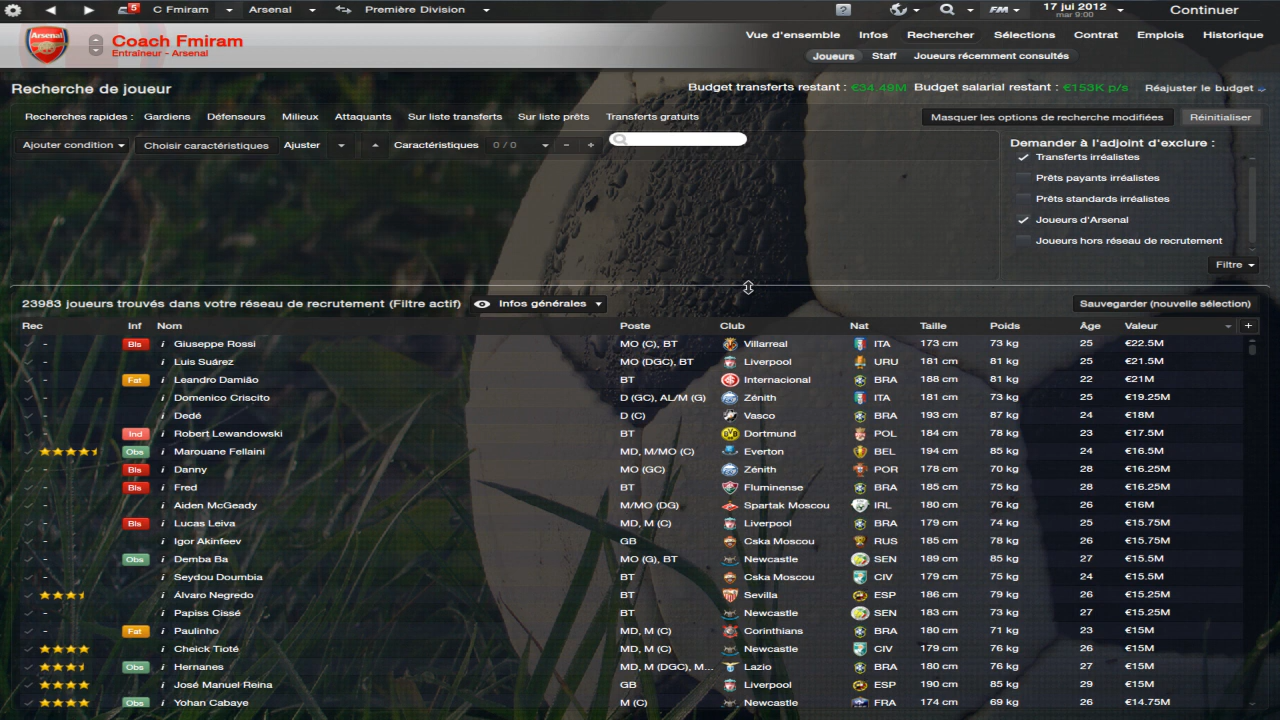 5 C Fmiram Arsenal Première Division ? FM 17 jui 2012 mar 9:00 Continuer
Arsenal
Coach Fmiram
Entraîneur - Arsenal
Vue d'ensemble Infos Rechercher Sélections Contrat Emplois Historique
Joueurs Staff Joueurs récemment consultés
Recherche de joueur
Budget transferts restant : €34.49M Budget salarial restant : €153K p/s Réajuster le budget
Recherches rapides : Gardiens Défenseurs Milieux Attaquants Sur liste transferts Sur liste prêts Transferts gratuits
Masquer les options de recherche modifiées Réinitialiser
Ajouter condition Choisir caractéristiques Ajuster Caractéristiques 0 / 0 - +
Demander à l'adjoint d'exclure :
Transferts irréalistes
Prêts payants irréalistes
Prêts standards irréalistes
Joueurs d'Arsenal
Joueurs hors réseau de recrutement
Filtre
23983 joueurs trouvés dans votre réseau de recrutement (Filtre actif) Infos générales Sauvegarder (nouvelle sélection)
Rec Inf Nom Poste Club Nat Taille Poids Âge Valeur +
- Bls i Giuseppe Rossi MO (C), BT Villarreal ITA 173 cm 73 kg 25 €22.5M
- i Luis Suárez MO (DGC), BT Liverpool URU 181 cm 81 kg 25 €21.5M
- Fat i Leandro Damião BT Internacional BRA 188 cm 81 kg 22 €21M
- i Domenico Criscito D (GC), AL/M (G) Zénith ITA 181 cm 73 kg 25 €19.25M
- i Dedé D (C) Vasco BRA 193 cm 87 kg 24 €18M
- Ind i Robert Lewandowski BT Dortmund POL 184 cm 78 kg 23 €17.5M
Obs i Marouane Fellaini MD, M/MO (C) Everton BEL 194 cm 85 kg 24 €16.5M
- Bls i Danny MO (GC) Zénith POR 178 cm 70 kg 28 €16.25M
- Bls i Fred BT Fluminense BRA 185 cm 75 kg 28 €16.25M
- i Aiden McGeady M/MO (DG) Spartak Moscou IRL 180 cm 76 kg 26 €16M
- Bls i Lucas Leiva MD, M (C) Liverpool BRA 179 cm 74 kg 25 €15.75M
- i Igor Akinfeev GB Cska Moscou RUS 185 cm 78 kg 26 €15.75M
- Obs i Demba Ba MO (G), BT Newcastle SEN 189 cm 85 kg 27 €15.5M
- i Seydou Doumbia BT Cska Moscou CIV 179 cm 75 kg 24 €15.5M
i Álvaro Negredo BT Sevilla ESP 186 cm 79 kg 26 €15.25M
- i Papiss Cissé BT Newcastle SEN 183 cm 73 kg 27 €15.25M
- Fat i Paulinho MD, M (C) Corinthians BRA 180 cm 71 kg 23 €15M
i Cheick Tioté MD, M (C) Newcastle CIV 179 cm 76 kg 26 €15M
Obs i Hernanes MD, M (DGC), M... Lazio BRA 180 cm 76 kg 27 €15M
i José Manuel Reina GB Liverpool ESP 190 cm 85 kg 29 €15M
Obs i Yohan Cabaye M (C) Newcastle FRA 174 cm 69 kg 26 €14.75M